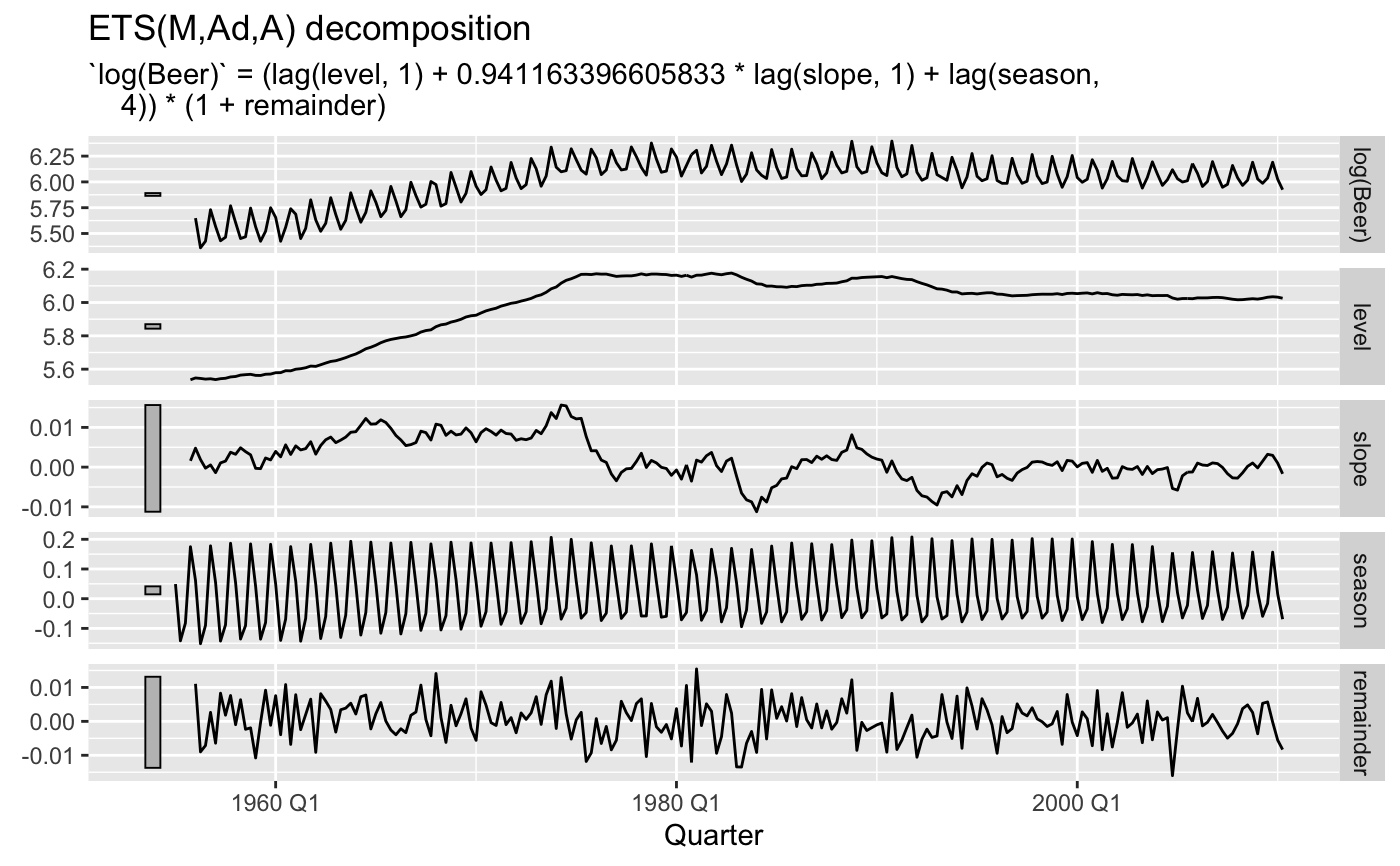 ETS(M,Ad,A) decomposition
`log(Beer)` = (lag(level, 1) + 0.941163396605833 * lag(slope, 1) + lag(season,
4)) * (1 + remainder)
6.25
6.00
5.75
5.50
log(Beer)
6.2
6.0
5.8
5.6
level
0.01
0.00
-0.01
slope
0.2
0.1
0.0
-0.1
season
0.01
0.00
-0.01
remainder
1960 Q1
1980 Q1
2000 Q1
Quarter